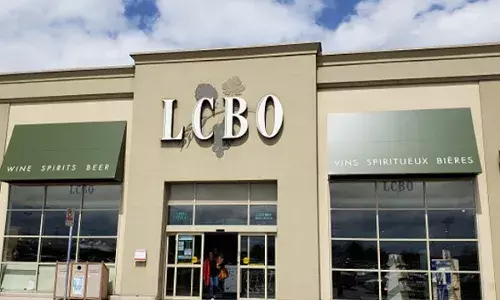 LCBO
WINE SPIRITS BEER
VINS SPIRITUEUX BIÈRES
LCBO
LCBO